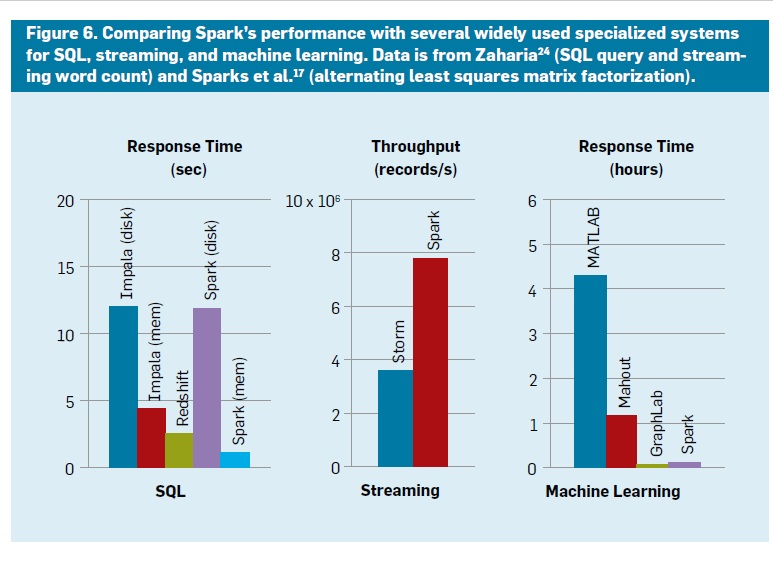 Figure 6. Comparing Spark's performance with several widely used specialized systems
for SQL, streaming, and machine learning. Data is from Zaharia²⁴ (SQL query and stream-
ing word count) and Sparks et al.¹⁷ (alternating least squares matrix factorization).
Response Time
(sec)
20
15
10
5
0
Impala (disk)
Impala (mem)
Redshift
Spark (disk)
Spark (mem)
SQL
Throughput
(records/s)
10 x 10⁶
8
6
4
2
0
Storm
Spark
Streaming
Response Time
(hours)
6
5
4
3
2
1
0
MATLAB
Mahout
GraphLab
Spark
Machine Learning